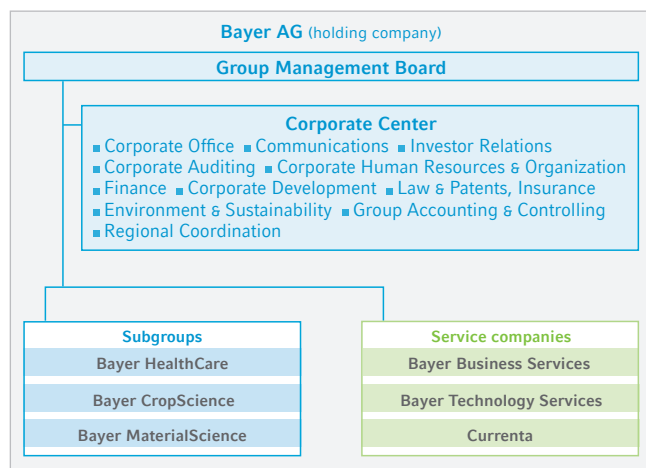 Bayer AG (holding company)
Group Management Board
Corporate Center
■ Corporate Office ■ Communications ■ Investor Relations
■ Corporate Auditing ■ Corporate Human Resources & Organization
■ Finance ■ Corporate Development ■ Law & Patents, Insurance
■ Environment & Sustainability ■ Group Accounting & Controlling
■ Regional Coordination
Subgroups
Bayer HealthCare
Bayer CropScience
Bayer MaterialScience
Service companies
Bayer Business Services
Bayer Technology Services
Currenta